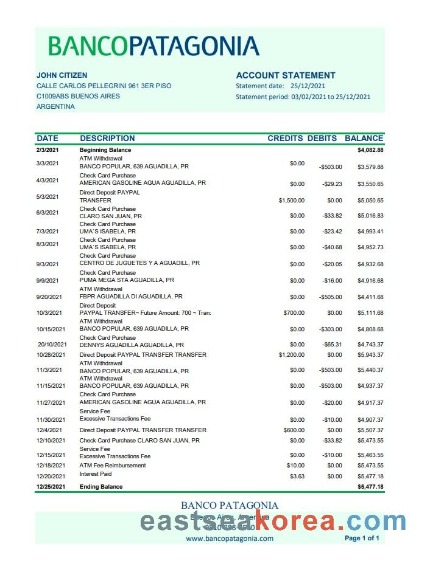 BANCOPATAGONIA
JOHN CITIZEN
CALLE CARLOS PELLEGRINI 961 3ER PISO
C1009ABS BUENOS AIRES
ARGENTINA
ACCOUNT STATEMENT
Statement date: 25/12/2021
Statement period: 03/02/2021 to 25/12/2021
DATE DESCRIPTION CREDITS DEBITS BALANCE
2/3/2021 Beginning Balance $4,082.88
ATM Withdrawal
3/3/2021 BANCO POPULAR, 639 AGUADILLA, PR $0.00 -$503.00 $3,579.88
Check Card Purchase
4/3/2021 AMERICAN GASOLINE AQUA AGUADILLA, PR $0.00 -$29.23 $3,550.65
Direct Deposit PAYPAL
5/3/2021 TRANSFER $1,500.00 $0.00 $5,050.65
Check Card Purchase
6/3/2021 CLARO SAN JUAN, PR $0.00 -$33.82 $5,016.83
Check Card Purchase
7/3/2021 UMA´S ISABELA, PR $0.00 -$23.42 $4,993.41
Check Card Purchase
8/3/2021 UMA´S ISABELA, PR $0.00 -$40.68 $4,952.73
Check Card Purchase
9/3/2021 CENTRO DE JUGUETES Y A AGUADILL, PR $0.00 -$20.05 $4,932.68
Check Card Purchase
9/9/2021 PUMA MEGA STA AGUADILLA, PR $0.00 -$16.00 $4,916.68
ATM Withdrawal
9/20/2021 FBPR AGUADILLA DI AGUADILLA, PR $0.00 -$505.00 $4,411.68
Direct Deposit
10/3/2021 PAYPAL TRANSFER~ Future Amount: 700 ~ Tran: $700.00 $0.00 $5,111.68
ATM Withdrawal
10/15/2021 BANCO POPULAR, 639 AGUADILLA, PR $0.00 -$303.00 $4,808.68
Check Card Purchase
20/10/2021 DENNYS AGUADILLA AGUADILLA, PR $0.00 -$65.31 $4,743.37
10/28/2021 Direct Deposit PAYPAL TRANSFER TRANSFER $1,200.00 $0.00 $5,943.37
ATM Withdrawal
11/3/2021 BANCO POPULAR, 639 AGUADILLA, PR $0.00 -$503.00 $5,440.37
ATM Withdrawal
11/15/2021 BANCO POPULAR, 639 AGUADILLA, PR $0.00 -$503.00 $4,937.37
Check Card Purchase
11/27/2021 AMERICAN GASOLINE AQUA AGUADILLA, PR $0.00 -$20.00 $4,917.37
Service Fee
11/30/2021 Excessive Transactions Fee $0.00 -$10.00 $4,907.37
12/4/2021 Direct Deposit PAYPAL TRANSFER TRANSFER $600.00 $0.00 $5,507.37
12/10/2021 Check Card Purchase CLARO SAN JUAN, PR $0.00 -$33.82 $5,473.55
Service Fee
12/15/2021 Excessive Transactions Fee $0.00 -$10.00 $5,463.55
12/18/2021 ATM Fee Reimbursement $10.00 $0.00 $5,473.55
12/20/2021 Interest Paid $3.63 $0.00 $5,477.18
12/25/2021 Ending Balance $5,477.18
BANCO PATAGONIA
eastseakorea.com
www.bancopatagonia.com
Page 1 of 1